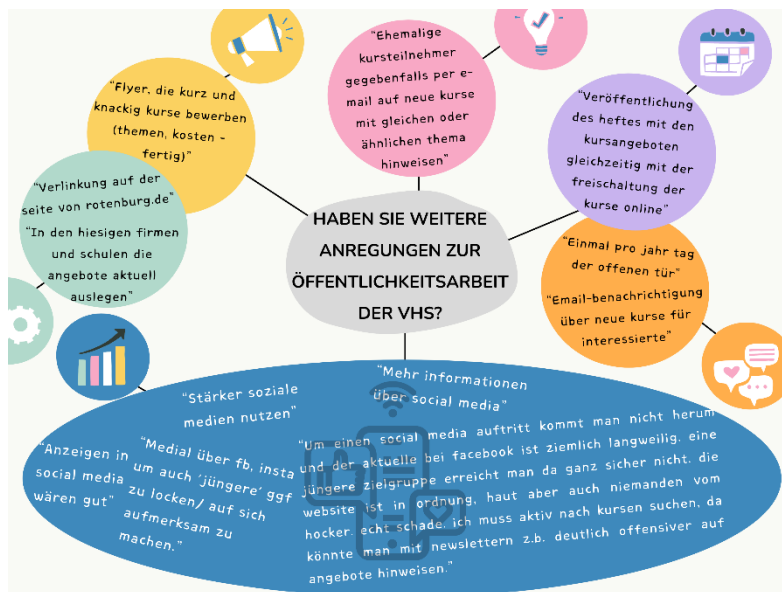 "Flyer, die kurz und
knackig kurse bewerben
(themen, kosten -
fertig)"
"Ehemalige
kursteilnehmer
gegebenfalls per e-
mail auf neue kurse
mit gleichen oder
ähnlichen thema
hinweisen"
"Veröffentlichung
des heftes mit den
kursangeboten
gleichzeitig mit der
freischaltung der
kurse online"
"Verlinkung auf der
seite von rotenburg.de"
"In den hiesigen firmen
und schulen die
angebote aktuell
auslegen"
HABEN SIE WEITERE
ANREGUNGEN ZUR
ÖFFENTLICHKEITSARBEIT
DER VHS?
"Einmal pro jahr tag
der offenen tür"
"Email-benachrichtigung
über neue kurse für
interessierte"
"Stärker soziale
medien nutzen"
"Mehr informationen
über social media"
"Anzeigen in
social media
wären gut"
"Medial über fb, insta
um auch 'jüngere' ggf
zu locken/ auf sich
aufmerksam zu
machen."
"Um einen social media auftritt kommt man nicht herum
und der aktuelle bei facebook ist ziemlich langweilig. eine
jüngere zielgruppe erreicht man da ganz sicher nicht. die
website ist in ordnung, haut aber auch niemanden vom
hocker. echt schade. ich muss aktiv nach kursen suchen, da
könnte man mit newslettern z.b. deutlich offensiver auf
angebote hinweisen."